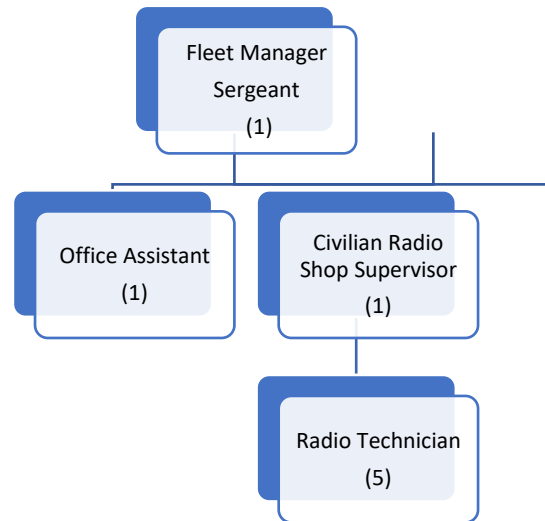 Fleet Manager
Sergeant
(1)
Office Assistant
(1)
Civilian Radio
Shop Supervisor
(1)
Radio Technician
(5)